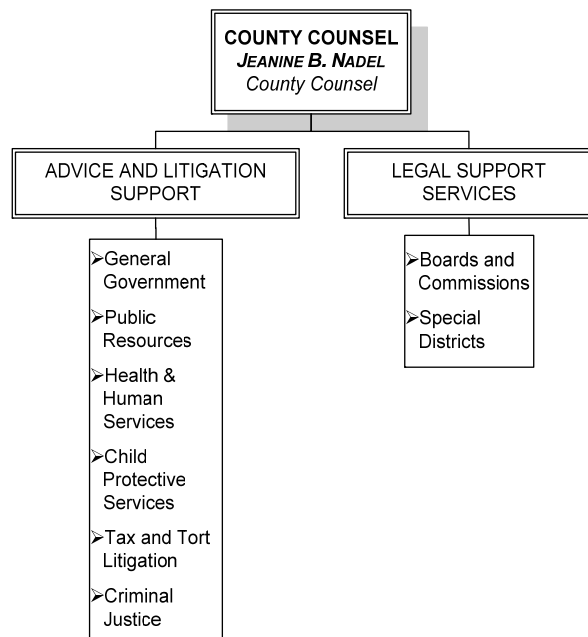 COUNTY COUNSEL
JEANINE B. NADEL
County Counsel
ADVICE AND LITIGATION
SUPPORT
➢General
Government
➢Public
Resources
➢Health &
Human
Services
➢Child
Protective
Services
➢Tax and Tort
Litigation
➢Criminal
Justice
LEGAL SUPPORT
SERVICES
➢Boards and
Commissions
➢Special
Districts